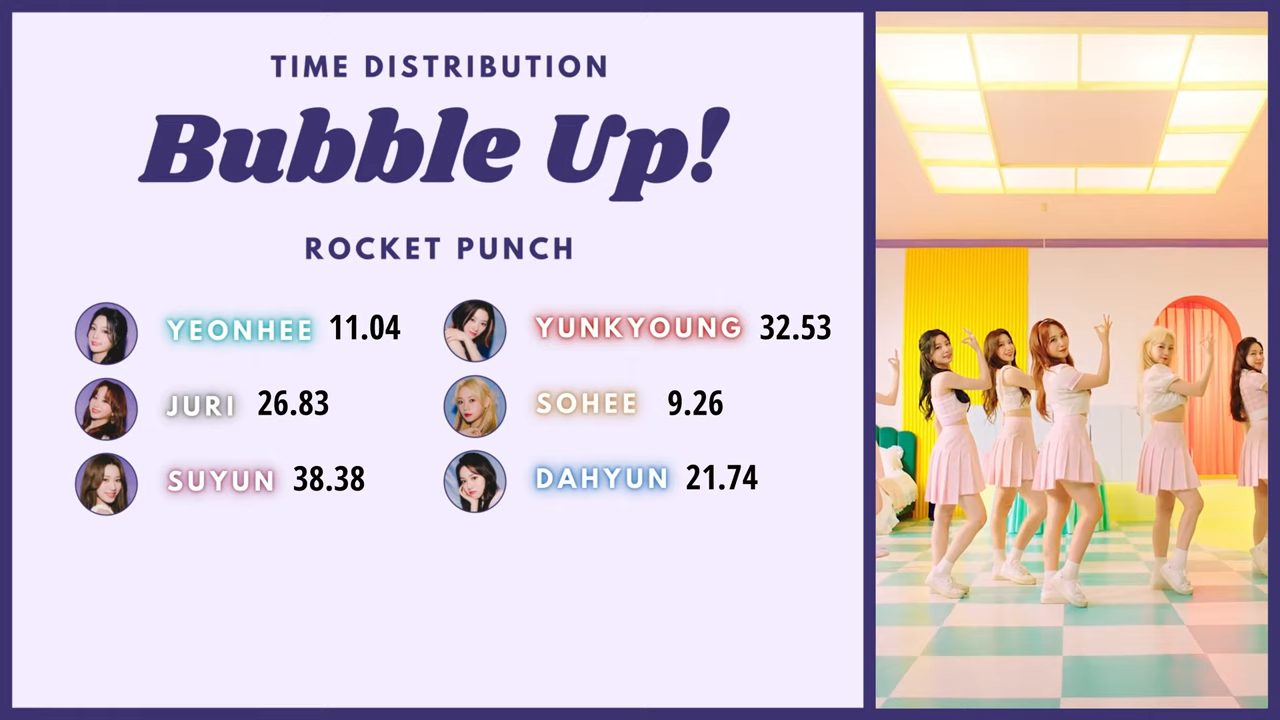 TIME DISTRIBUTION
Bubble Up!
ROCKET PUNCH
YEONHEE 11.04
YUNKYOUNG 32.53
JURI 26.83
SOHEE 9.26
SUYUN 38.38
DAHYUN 21.74